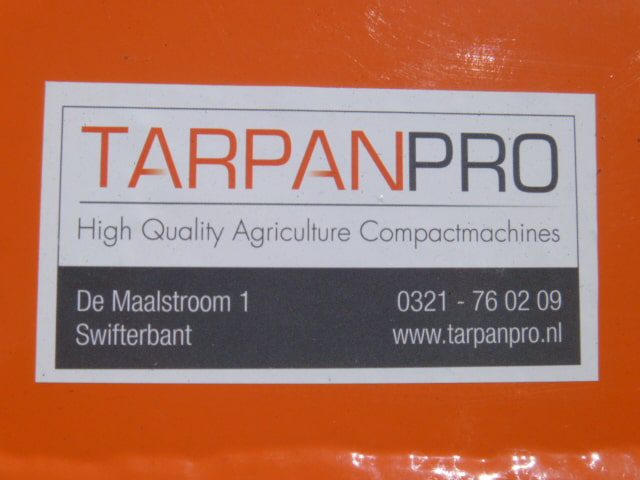 TARPANPRO
High Quality Agriculture Compactmachines
De Maalstroom 1 0321 - 76 02 09
Swifterbant www.tarpanpro.nl